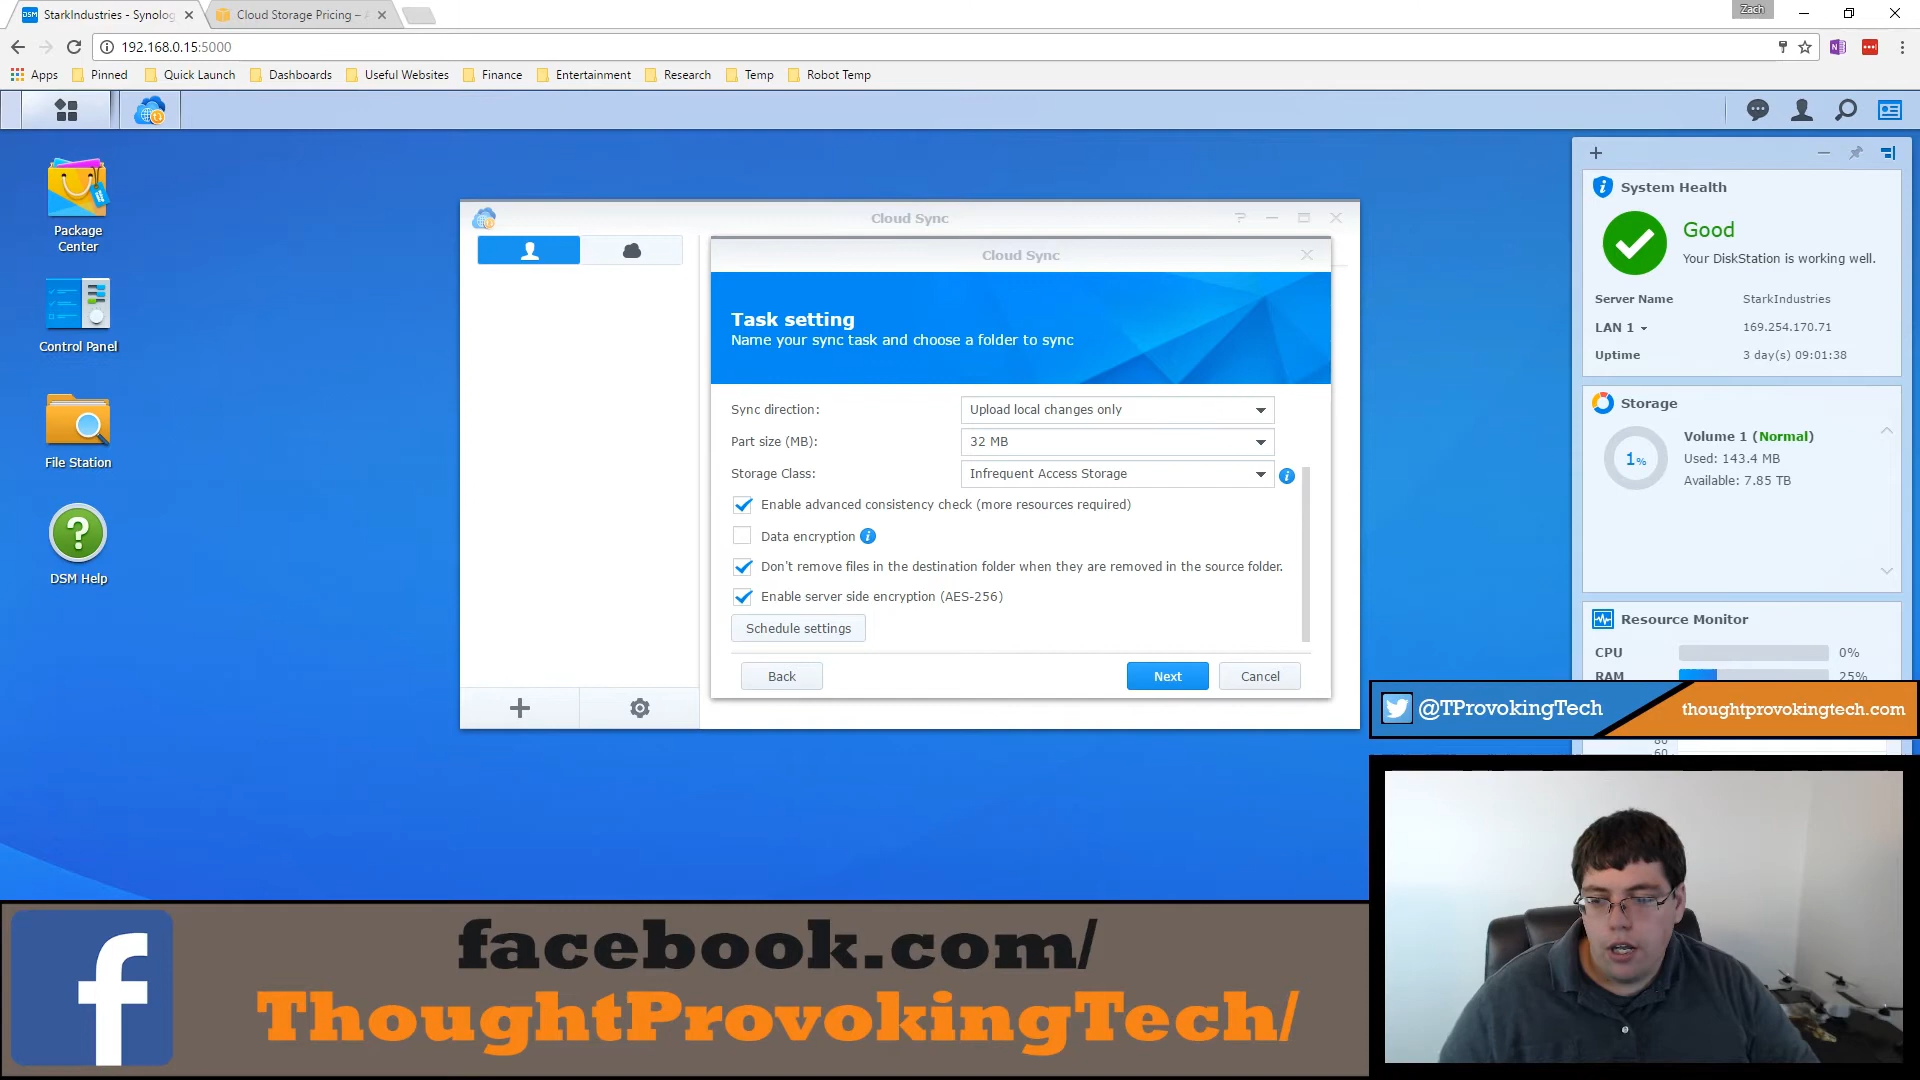 StarkIndustries - Synolog
Cloud Storage Pricing –
Zach
192.168.0.15:5000
Apps
Pinned
Quick Launch
Dashboards
Useful Websites
Finance
Entertainment
Research
Temp
Robot Temp
Package
Center
Control Panel
File Station
DSM Help
Cloud Sync
Cloud Sync
Task setting
Name your sync task and choose a folder to sync
Sync direction:
Upload local changes only
Part size (MB):
32 MB
Storage Class:
Infrequent Access Storage
Enable advanced consistency check (more resources required)
Data encryption
Don't remove files in the destination folder when they are removed in the source folder.
Enable server side encryption (AES-256)
Schedule settings
Back
Next
Cancel
System Health
Good
Your DiskStation is working well.
Server Name
StarkIndustries
LAN 1
169.254.170.71
Uptime
3 day(s) 09:01:38
Storage
1%
Volume 1 (Normal)
Used: 143.4 MB
Available: 7.85 TB
Resource Monitor
CPU
0%
RAM
25%
@TProvokingTech
thoughtprovokingtech.com
80
60
facebook.com/
ThoughtProvokingTech/